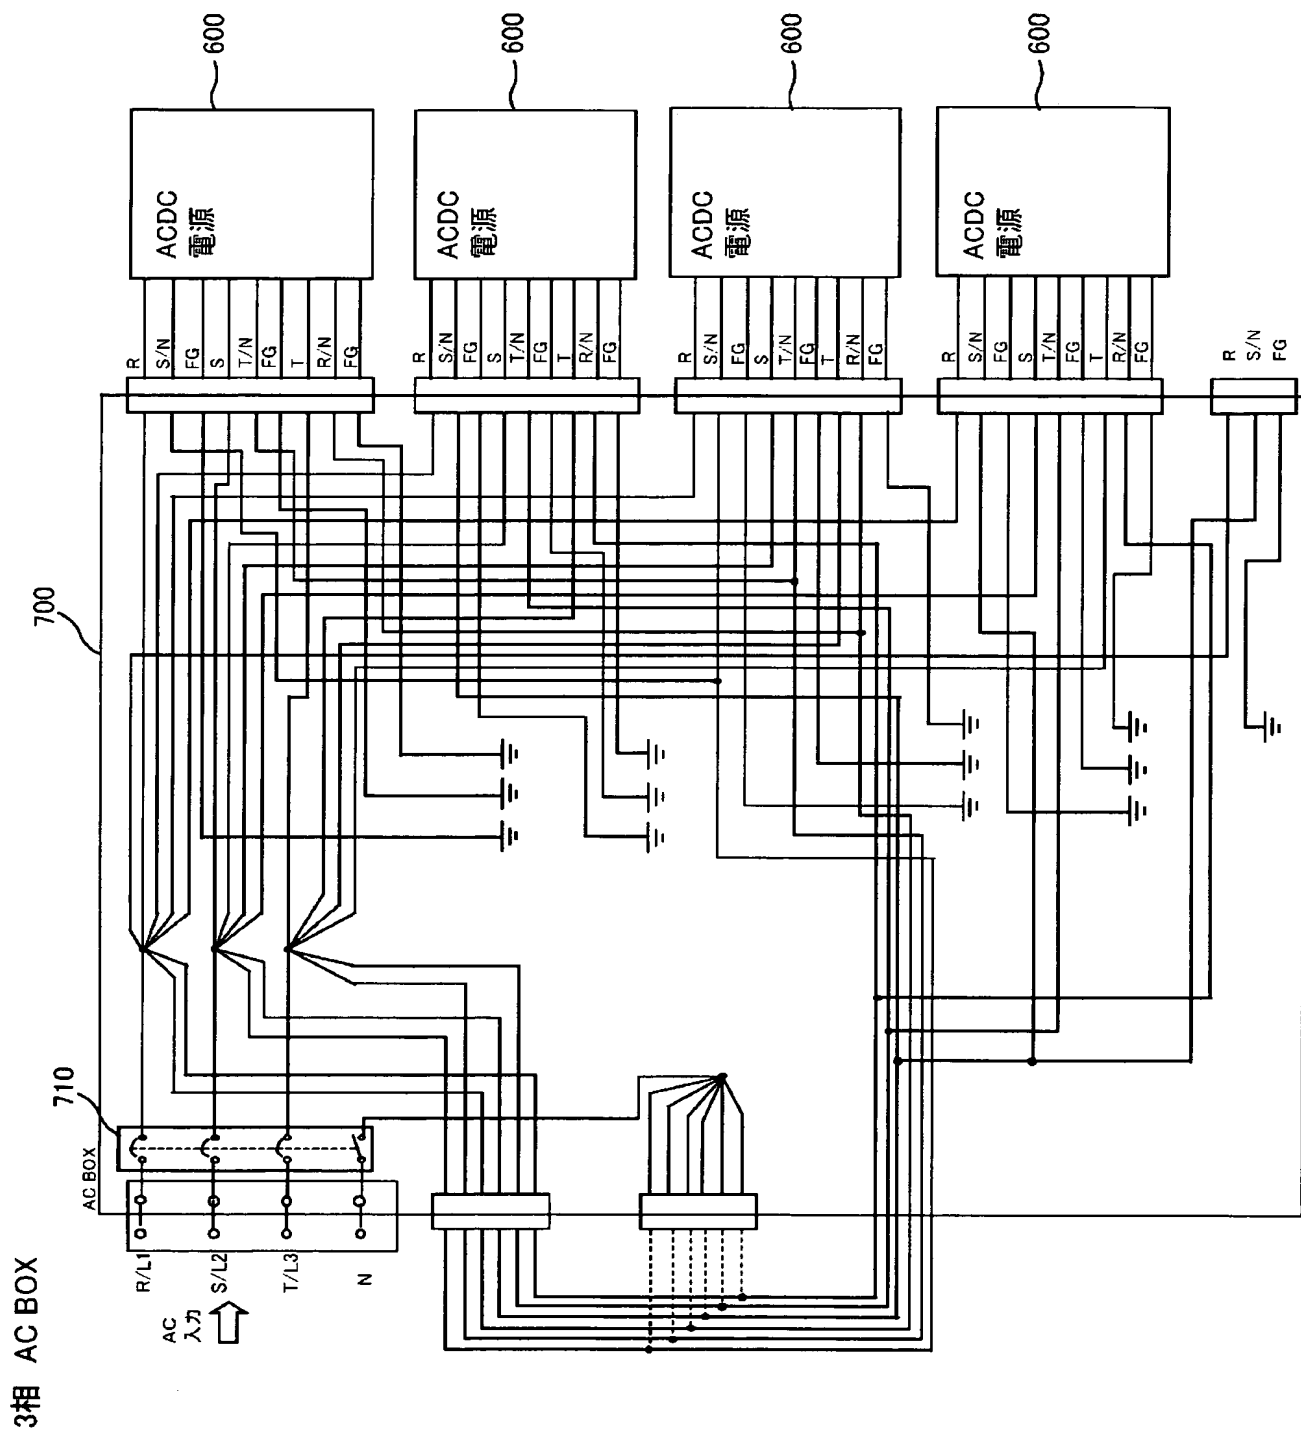 3相 AC BOX
700
710
AC BOX
AC
入力
R/L1
S/L2
T/L3
N
600
ACDC
電源
R
S/N
FG
S
T/N
FG
T
R/N
FG
600
ACDC
電源
R
S/N
FG
S
T/N
FG
T
R/N
FG
600
ACDC
電源
R
S/N
FG
S
T/N
FG
T
R/N
FG
600
ACDC
電源
R
S/N
FG
S
T/N
FG
T
R/N
FG
R
S/N
FG